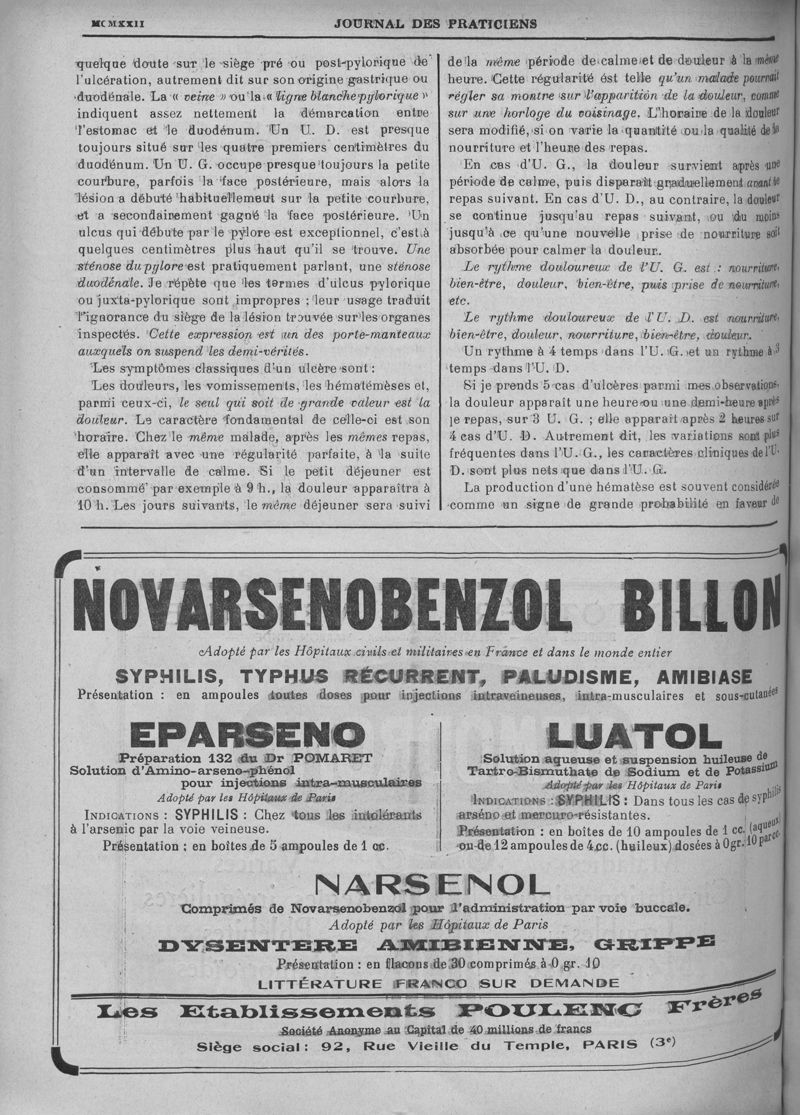 MCMXXII
JOURNAL DES PRATICIENS
quelque doute sur le siège pré ou post-pylorique de
l'ulcération, autrement dit sur son origine gastrique ou
duodénale. La « veine » ou la « ligne blanche pylorique »
indiquent assez nettement la démarcation entre
l'estomac et le duodénum. Un U. D. est presque
toujours situé sur les quatre premiers centimètres du
duodénum. Un U. G. occupe presque toujours la petite
courbure, parfois la face postérieure, mais alors la
lésion a débuté habituellement sur la petite courbure,
et a secondairement gagné la face postérieure. Un
ulcus qui débute par le pylore est exceptionnel, c'est à
quelques centimètres plus haut qu'il se trouve. Une
sténose du pylore est pratiquement parlant, une sténose
duodénale. Je répète que les termes d'ulcus pylorique
ou juxta-pylorique sont impropres ; leur usage traduit
l'ignorance du siège de la lésion trouvée sur les organes
inspectés. Cette expression est un des porte-manteaux
auxquels on suspend les demi-vérités.
Les symptômes classiques d'un ulcère sont :
Les douleurs, les vomissements, les hématémèses et,
parmi ceux-ci, le seul qui soit de grande valeur est la
douleur. Le caractère fondamental de celle-ci est son
horaire. Chez le même malade, après les mêmes repas,
elle apparaît avec une régularité parfaite, à la suite
d'un intervalle de calme. Si le petit déjeuner est
consommé par exemple à 9 h., la douleur apparaîtra à
10 h. Les jours suivants, le même déjeuner sera suivi
de la même période de calme et de douleur à la même
heure. Cette régularité ést telle qu'un malade pourrait
régler sa montre sur l'apparition de la douleur, comme
sur une horloge du voisinage. L'horaire de la douleur
sera modifié, si on varie la quantité ou la qualité de la
nourriture et l'heure des repas.
En cas d'U. G., la douleur survient après une
période de calme, puis disparaît graduellement avant le
repas suivant. En cas d'U. D., au contraire, la douleur
se continue jusqu'au repas suivant, ou du moins
jusqu'à ce qu'une nouvelle prise de nourriture soit
absorbée pour calmer la douleur.
Le rythme douloureux de l'U. G. est : nourriture,
bien-être, douleur, bien-être, puis prise de nourriture,
etc.
Le rythme douloureux de l'U. D. est nourriture,
bien-être, douleur, nourriture, bien-être, douleur.
Un rythme à 4 temps dans l'U. G. et un rythme à 3
temps dans l'U. D.
Si je prends 5 cas d'ulcères parmi mes observations,
la douleur apparaît une heure ou une demi-heure après
le repas, sur 3 U. G. ; elle apparaît après 2 heures sur
4 cas d'U. D. Autrement dit, les variations sont plus
fréquentes dans l'U. G., les caractères cliniques de l'U.
D. sont plus nets que dans l'U. G.
La production d'une hématèse est souvent considérée
comme un signe de grande probabilité en faveur de
NOVARSENOBENZOL BILLON
Adopté par les Hôpitaux civils et militaires en France et dans le monde entier
SYPHILIS, TYPHUS RÉCURRENT, PALUDISME, AMIBIASE
Présentation : en ampoules toutes doses pour injections intraveineuses, intra-musculaires et sous-cutanées
EPARSENO
Préparation 132 du Dr POMARET
Solution d'Amino-arseno-phénol
pour injections intra-musculaires
Adopté par les Hôpitaux de Paris
INDICATIONS : SYPHILIS : Chez tous les intolérants
à l'arsenic par la voie veineuse.
Présentation : en boîtes de 5 ampoules de 1 cc.
LUATOL
Solution aqueuse et suspension huileuse de
Tartro-Bismuthate de Sodium et de Potassium
Adopté par les Hôpitaux de Paris
INDICATIONS : SYPHILIS : Dans tous les cas de syphilis
arséno et mercuro-résistantes.
Présentation : en boîtes de 10 ampoules de 1 cc. (aqueux)
ou de 12 ampoules de 4 cc. (huileux) dosées à 0 gr. 10 par cc.
NARSENOL
Comprimés de Novarsenobenzol pour l'administration par voie buccale.
Adopté par les Hôpitaux de Paris
DYSENTERE AMIBIENNE, GRIPPE
Présentation : en flacons de 30 comprimés à 0 gr. 10
LITTÉRATURE FRANCO SUR DEMANDE
Les Etablissements POULENC Frères
Société Anonyme au Capital de 40 millions de francs
Siège social : 92, Rue Vieille du Temple, PARIS (3e)